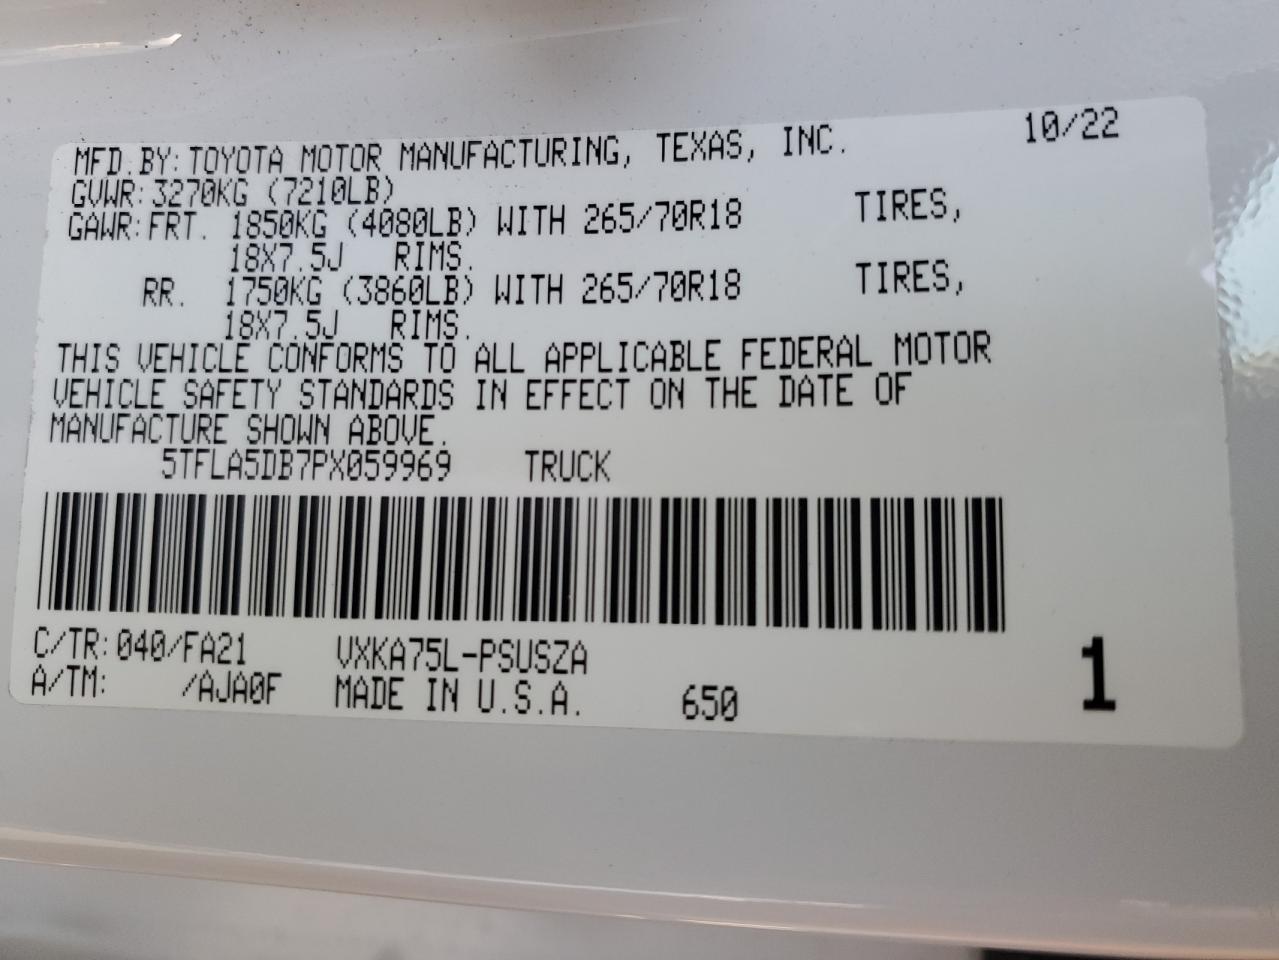 MFD.BY:TOYOTA MOTOR MANUFACTURING, TEXAS, INC. 10/22
GVWR:3270KG (7210LB)
GAWR:FRT. 1850KG (4080LB) WITH 265/70R18 TIRES,
18X7.5J RIMS.
RR. 1750KG (3860LB) WITH 265/70R18 TIRES,
18X7.5J RIMS.
THIS VEHICLE CONFORMS TO ALL APPLICABLE FEDERAL MOTOR
VEHICLE SAFETY STANDARDS IN EFFECT ON THE DATE OF
MANUFACTURE SHOWN ABOVE.
5TFLA5DB7PX059969 TRUCK
C/TR:040/FA21 VXKA75L-PSUSZA
A/TM: /AJA0F MADE IN U.S.A. 650 1